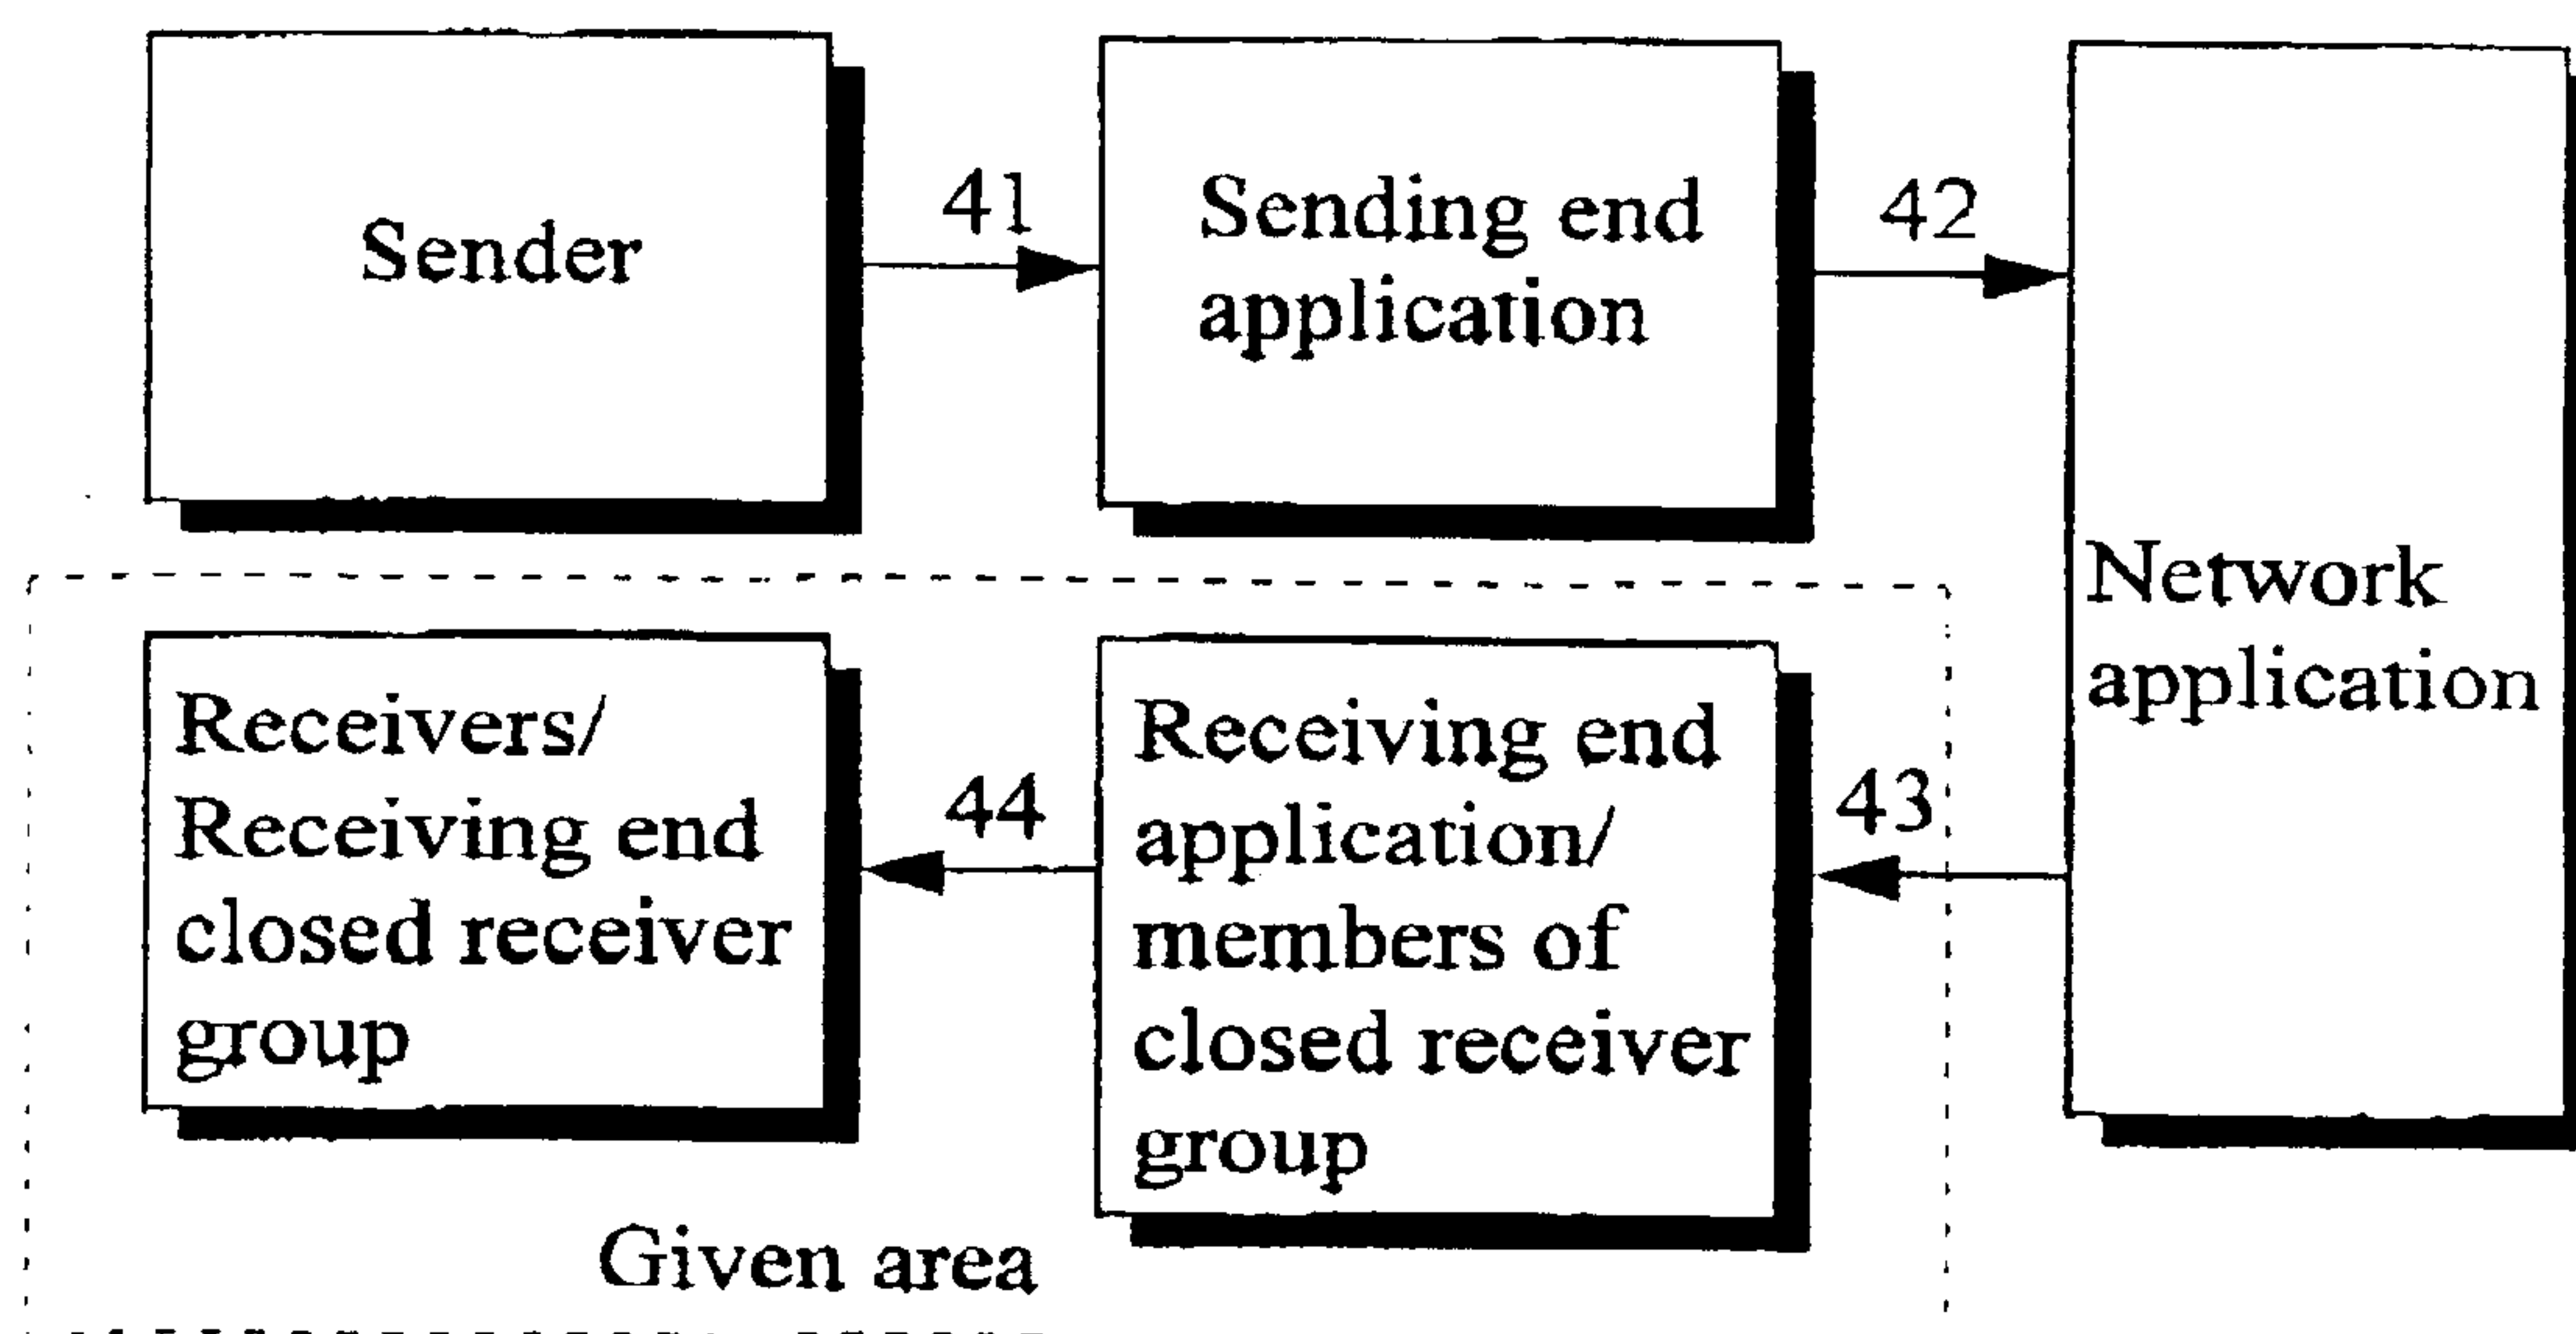 Sender
41
Sending end
application
42
Network
application
Receivers/
Receiving end
closed receiver
group
44
Receiving end
application/
members of
closed receiver
group
43
Given area